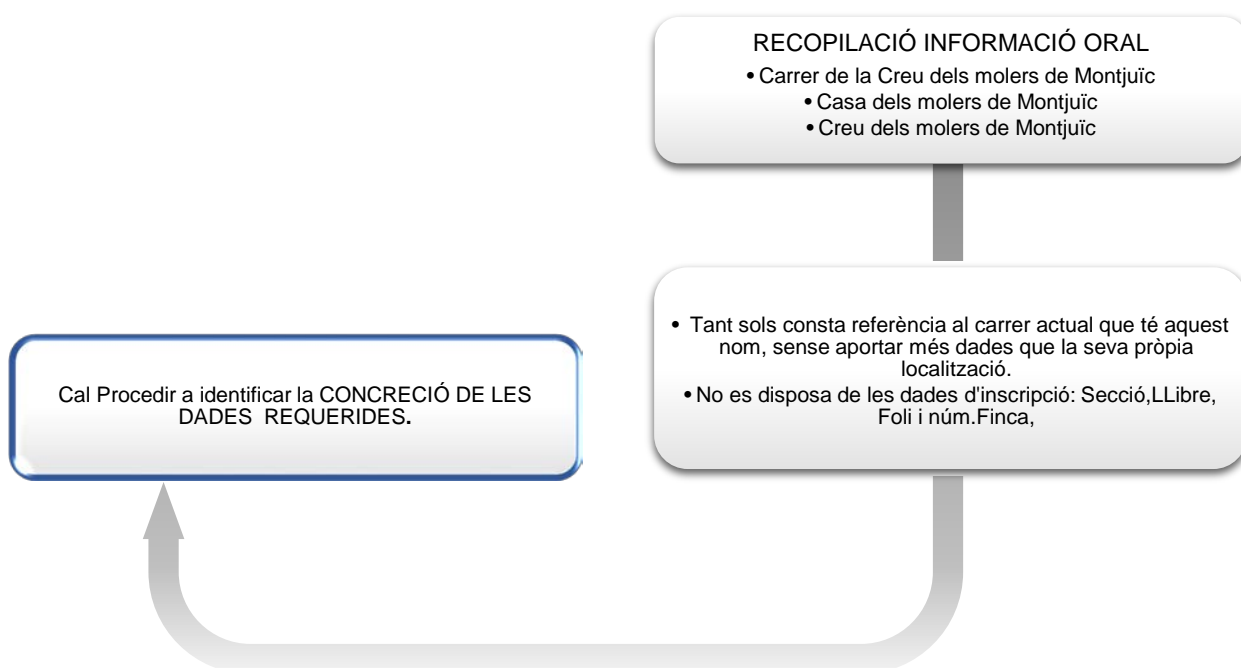 RECOPILACIÓ INFORMACIÓ ORAL
• Carrer de la Creu dels molers de Montjuïc
• Casa dels molers de Montjuïc
• Creu dels molers de Montjuïc
• Tant sols consta referència al carrer actual que té aquest
nom, sense aportar més dades que la seva pròpia
localització.
• No es disposa de les dades d'inscripció: Secció,LLibre,
Foli i núm.Finca,
Cal Procedir a identificar la CONCRECIÓ DE LES
DADES REQUERIDES.